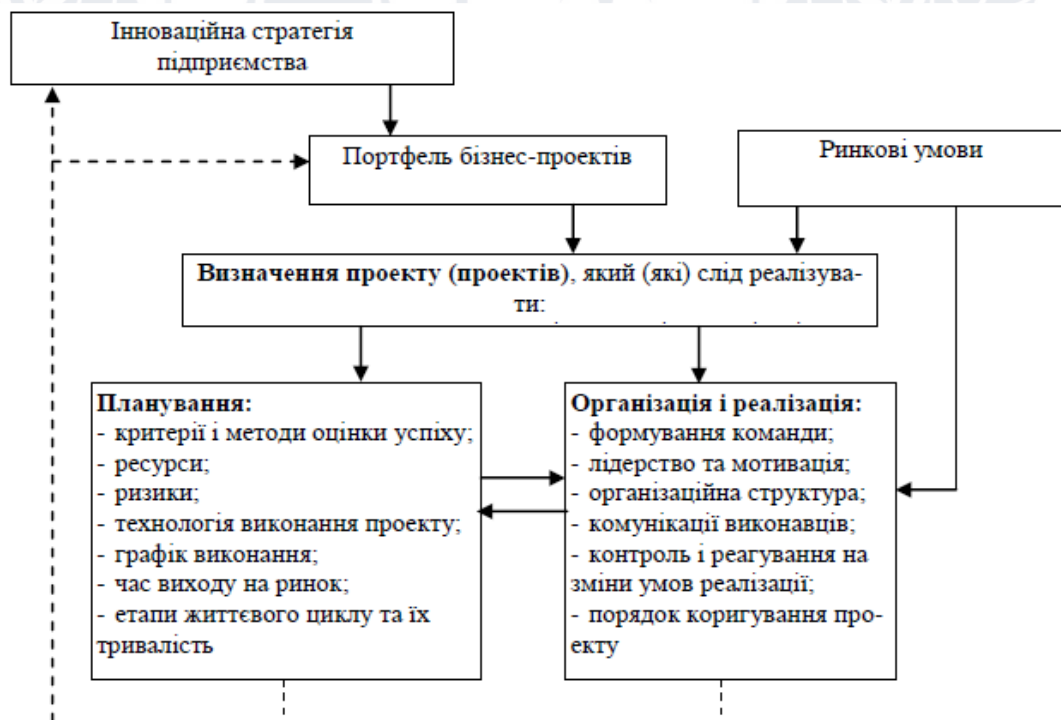 Інноваційна стратегія
підприємства
Портфель бізнес-проектів
Ринкові умови
Визначення проекту (проектів), який (які) слід реалізува-
ти:
Планування:
- критерії і методи оцінки успіху;
- ресурси;
- ризики;
- технологія виконання проекту;
- графік виконання;
- час виходу на ринок;
- етапи життєвого циклу та їх
тривалість
Організація і реалізація:
- формування команди;
- лідерство та мотивація;
- організаційна структура;
- комунікації виконавців;
- контроль і реагування на
зміни умов реалізації;
- порядок коригування про-
екту